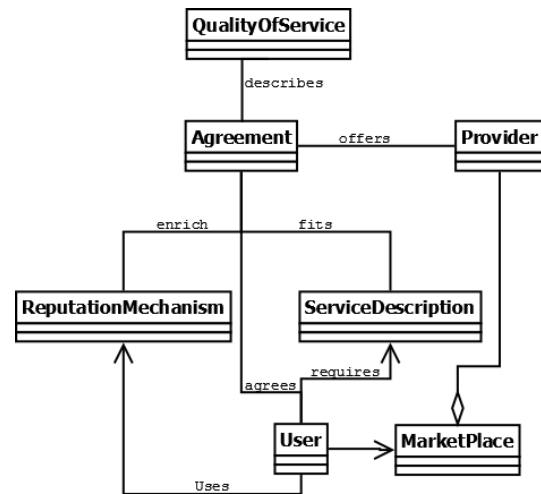 QualityOfService
describes
Agreement
offers
Provider
enrich
fits
ReputationMechanism
ServiceDescription
requires
agrees
User
MarketPlace
Uses